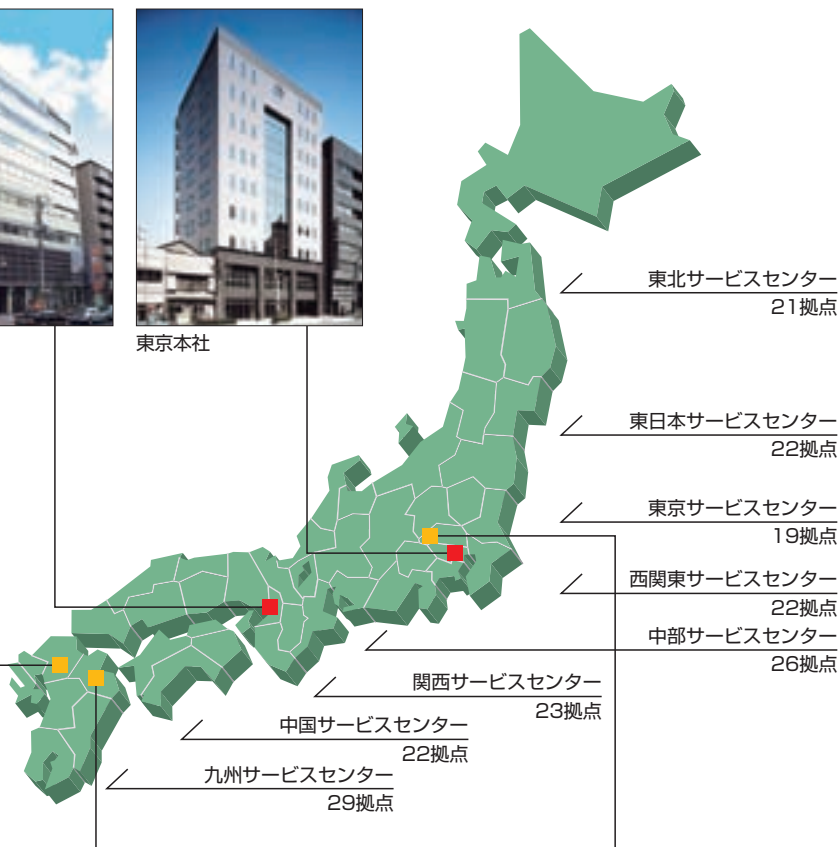 東京本社
東北サービスセンター
21拠点
東日本サービスセンター
22拠点
東京サービスセンター
19拠点
西関東サービスセンター
22拠点
中部サービスセンター
26拠点
関西サービスセンター
23拠点
中国サービスセンター
22拠点
九州サービスセンター
29拠点